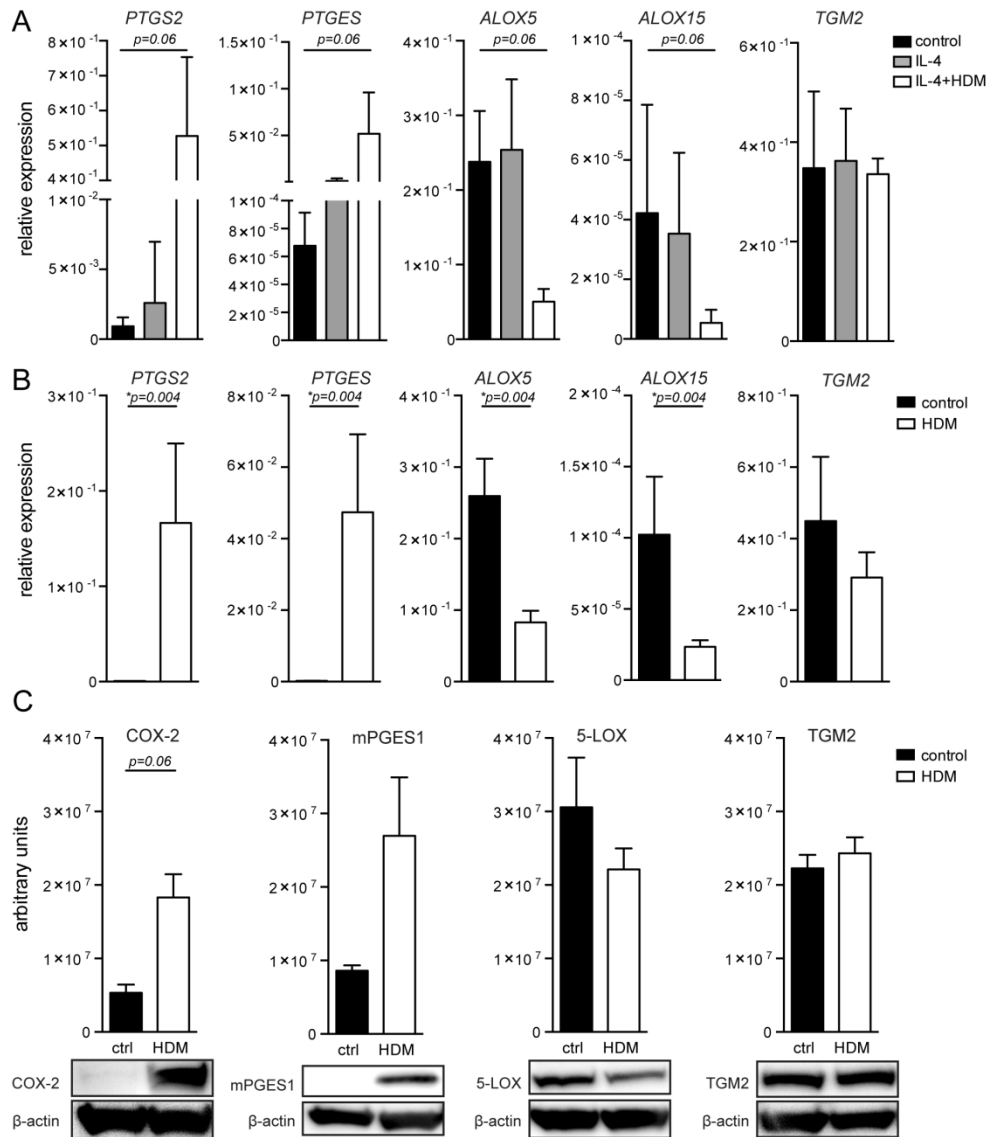 A
PTGS2
p=0.06
8×10⁻¹
7×10⁻¹
6×10⁻¹
5×10⁻¹
4×10⁻¹
1×10⁻²
5×10⁻³
0
relative expression
PTGES
p=0.06
1.5×10⁻¹
1.0×10⁻¹
5×10⁻²
1×10⁻⁴
8×10⁻⁵
6×10⁻⁵
4×10⁻⁵
2×10⁻⁵
0
ALOX5
p=0.06
4×10⁻¹
3×10⁻¹
2×10⁻¹
1×10⁻¹
0
ALOX15
p=0.06
1×10⁻⁴
8×10⁻⁵
6×10⁻⁵
4×10⁻⁵
2×10⁻⁵
0
TGM2
6×10⁻¹
4×10⁻¹
2×10⁻¹
0
control
IL-4
IL-4+HDM
B
PTGS2
*p=0.004
3×10⁻¹
2×10⁻¹
1×10⁻¹
0
relative expression
PTGES
*p=0.004
8×10⁻²
6×10⁻²
4×10⁻²
2×10⁻²
0
ALOX5
*p=0.004
4×10⁻¹
3×10⁻¹
2×10⁻¹
1×10⁻¹
0
ALOX15
*p=0.004
2×10⁻⁴
1×10⁻⁴
1×10⁻⁴
5×10⁻⁵
0
TGM2
8×10⁻¹
6×10⁻¹
4×10⁻¹
2×10⁻¹
0
control
HDM
C
COX-2
p=0.06
4×10⁷
3×10⁷
2×10⁷
1×10⁷
0
arbitrary units
ctrl HDM
mPGES1
4×10⁷
3×10⁷
2×10⁷
1×10⁷
0
ctrl HDM
5-LOX
4×10⁷
3×10⁷
2×10⁷
1×10⁷
0
ctrl HDM
TGM2
4×10⁷
3×10⁷
2×10⁷
1×10⁷
0
ctrl HDM
control
HDM
COX-2
β-actin
mPGES1
β-actin
5-LOX
β-actin
TGM2
β-actin